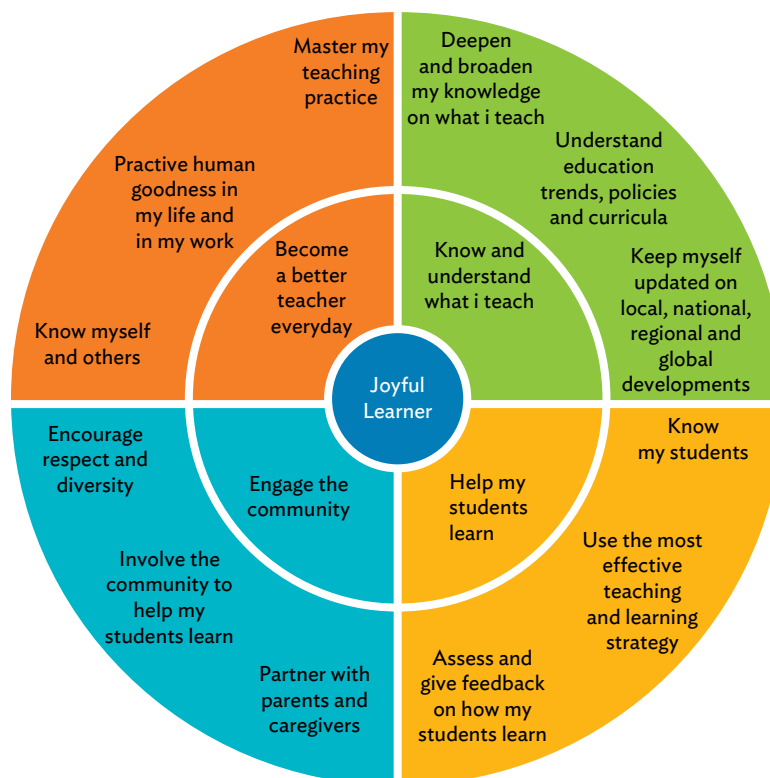 Master my
teaching
practice
Practive human
goodness in
my life and
in my work
Know myself
and others
Become
a better
teacher
everyday
Deepen
and broaden
my knowledge
on what i teach
Understand
education
trends, policies
and curricula
Keep myself
updated on
local, national,
regional and
global
developments
Know and
understand
what i teach
Joyful
Learner
Encourage
respect and
diversity
Involve the
community to
help my
students learn
Partner with
parents and
caregivers
Engage the
community
Help my
students
learn
Know
my students
Use the most
effective
teaching
and learning
strategy
Assess and
give feedback
on how my
students learn